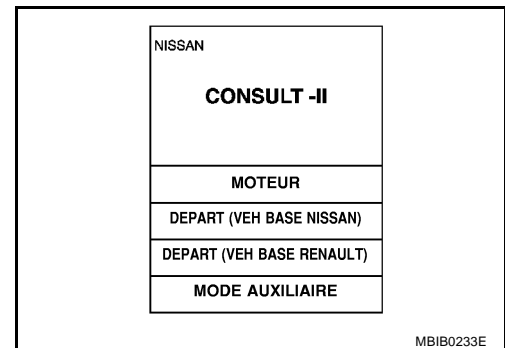 NISSAN
CONSULT -II
MOTEUR
DEPART (VEH BASE NISSAN)
DEPART (VEH BASE RENAULT)
MODE AUXILIAIRE
MBIB0233E